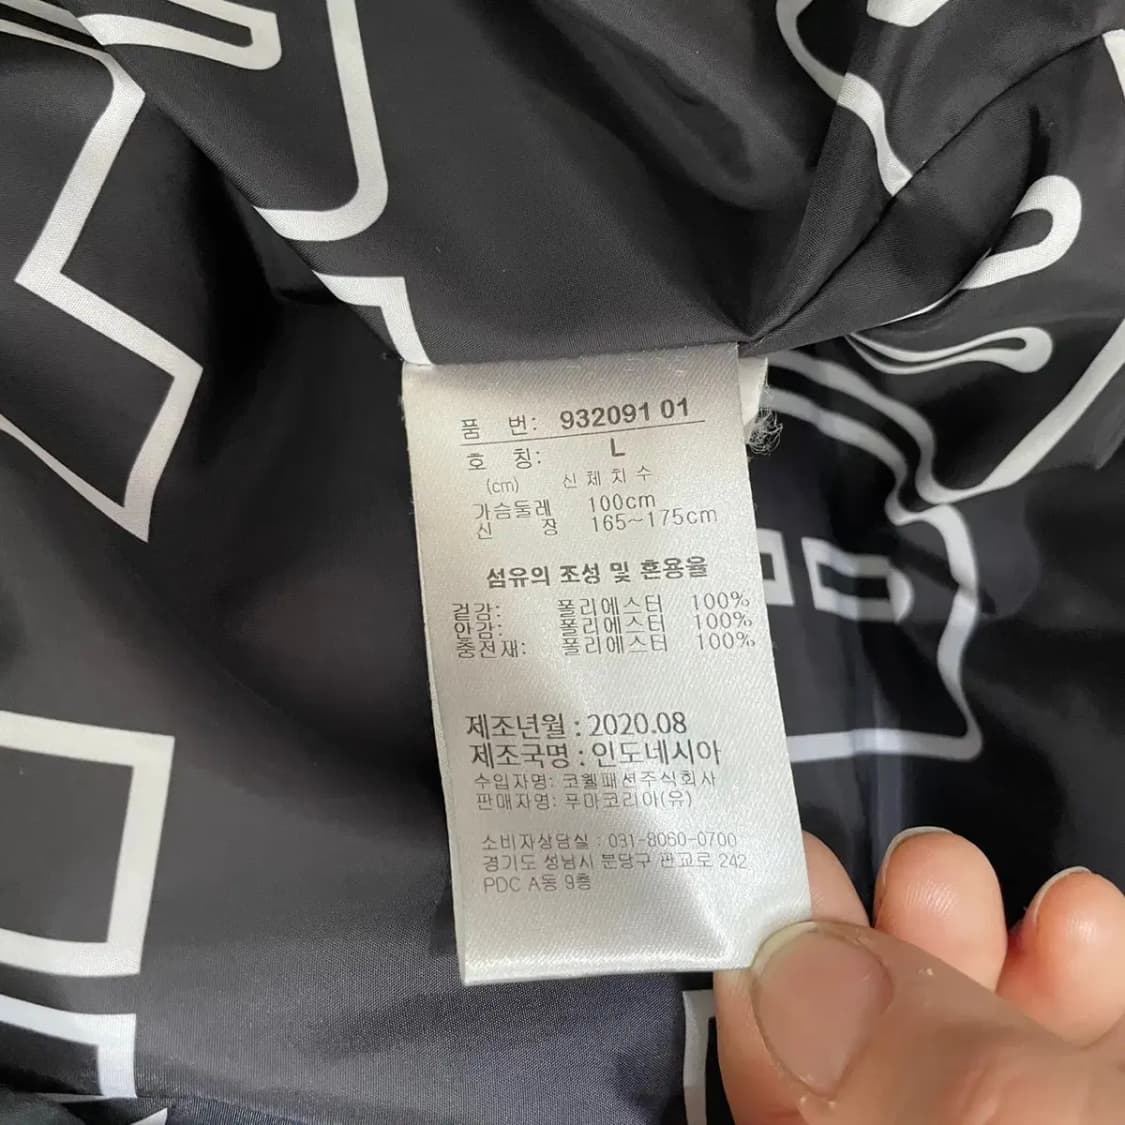 품 번: 932091 01
호 칭: L
(cm) 신체치수
가슴둘레 100cm
신 장 165~175cm
섬유의 조성 및 혼용율
겉감: 폴리에스터 100%
안감: 폴리에스터 100%
충전재: 폴리에스터 100%
제조년월 : 2020.08
제조국명 : 인도네시아
수입자명: 코웰패션주식회사
판매자명: 푸마코리아(유)
소비자상담실 : 031-8060-0700
경기도 성남시 분당구 판교로 242
PDC A동 9층